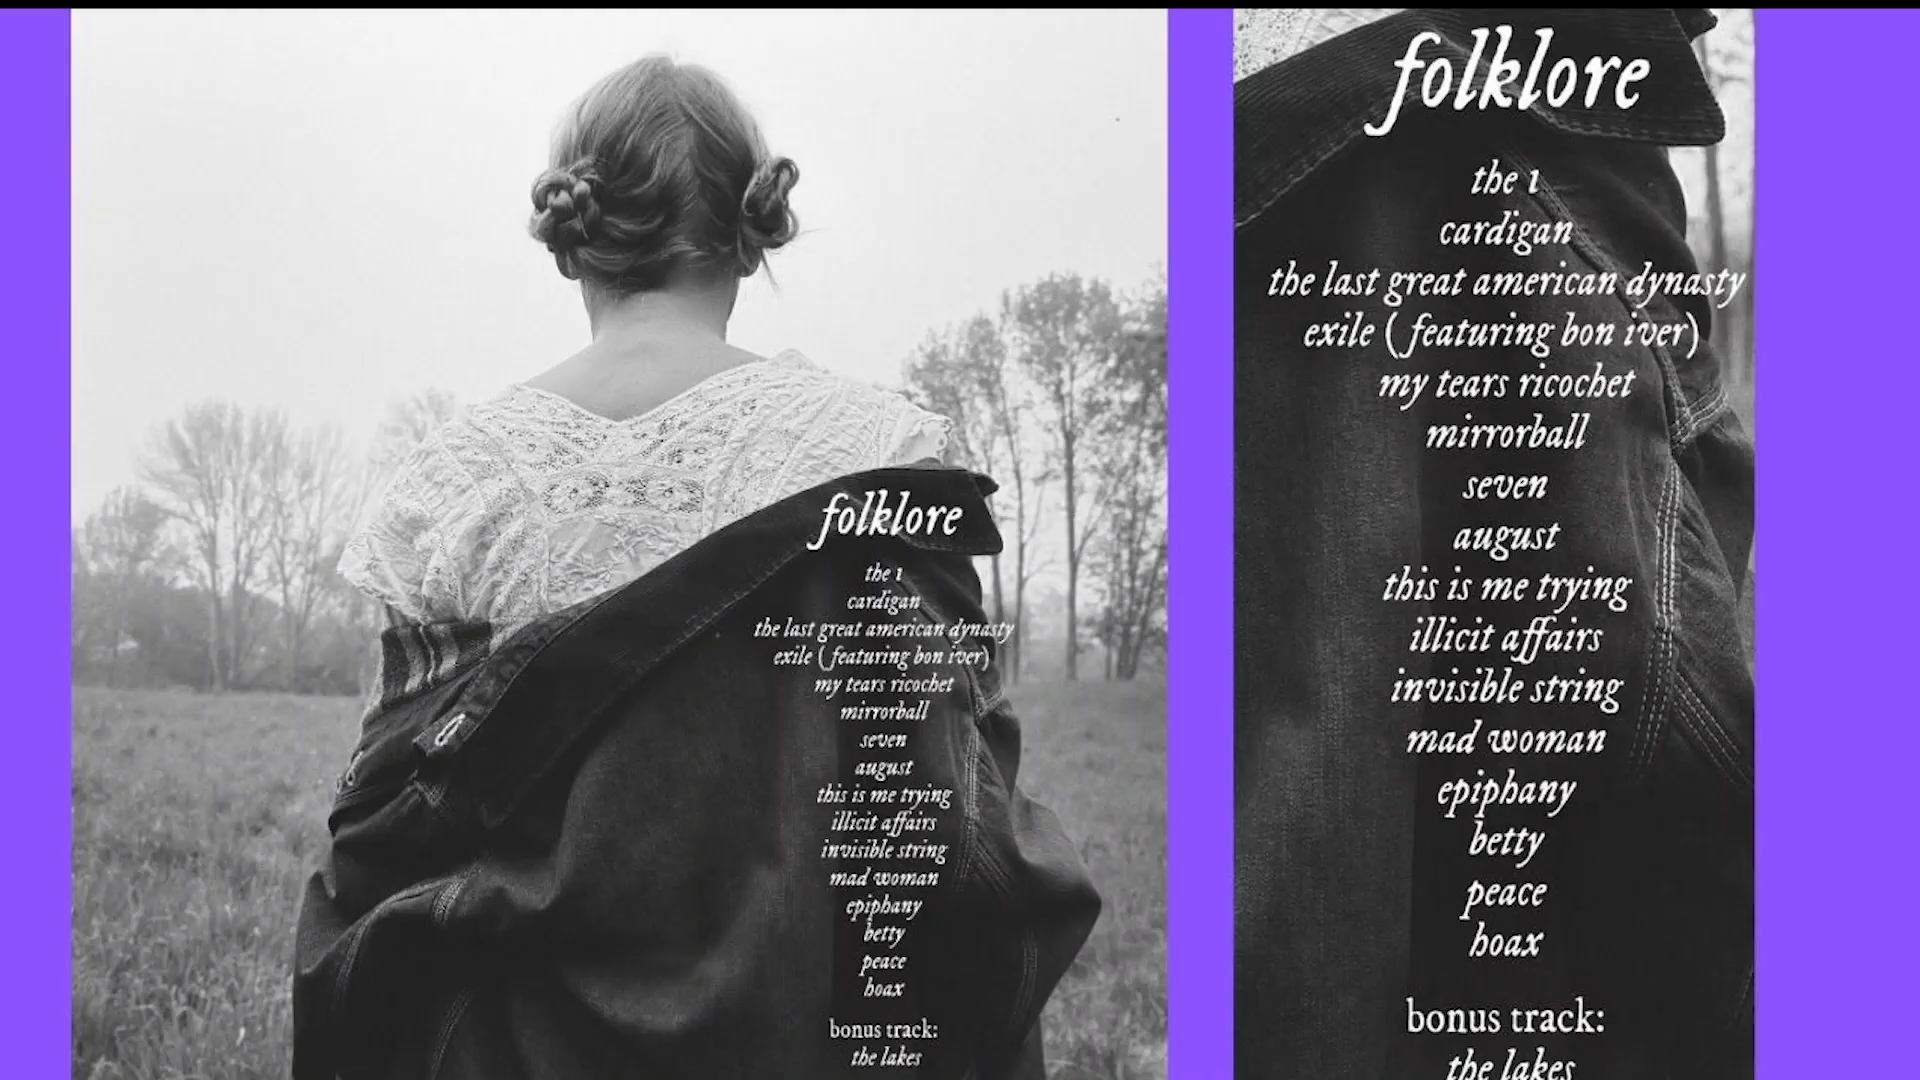 folklore
the 1
cardigan
the last great american dynasty
exile (featuring bon iver)
my tears ricochet
mirrorball
seven
august
this is me trying
illicit affairs
invisible string
mad woman
epiphany
betty
peace
hoax
bonus track:
the lakes
folklore
the 1
cardigan
the last great american dynasty
exile (featuring bon iver)
my tears ricochet
mirrorball
seven
august
this is me trying
illicit affairs
invisible string
mad woman
epiphany
betty
peace
hoax
bonus track:
the lakes